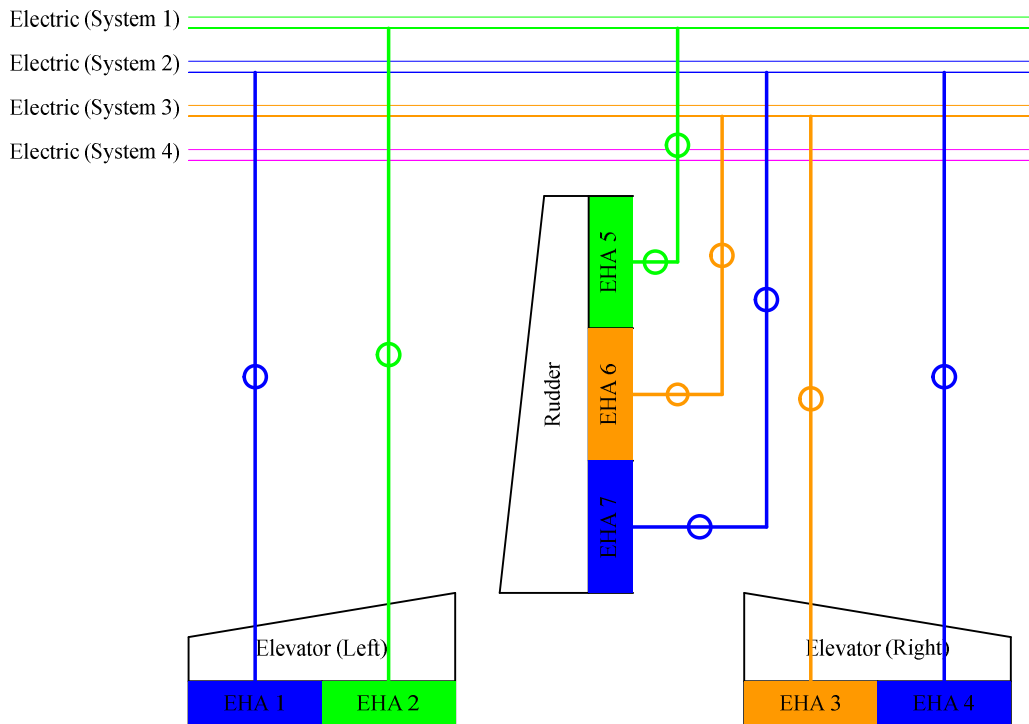 Electric (System 1)
Electric (System 2)
Electric (System 3)
Electric (System 4)
EHA 5
EHA 6
Rudder
EHA 7
Elevator (Left)
Elevator (Right)
EHA 1
EHA 2
EHA 3
EHA 4